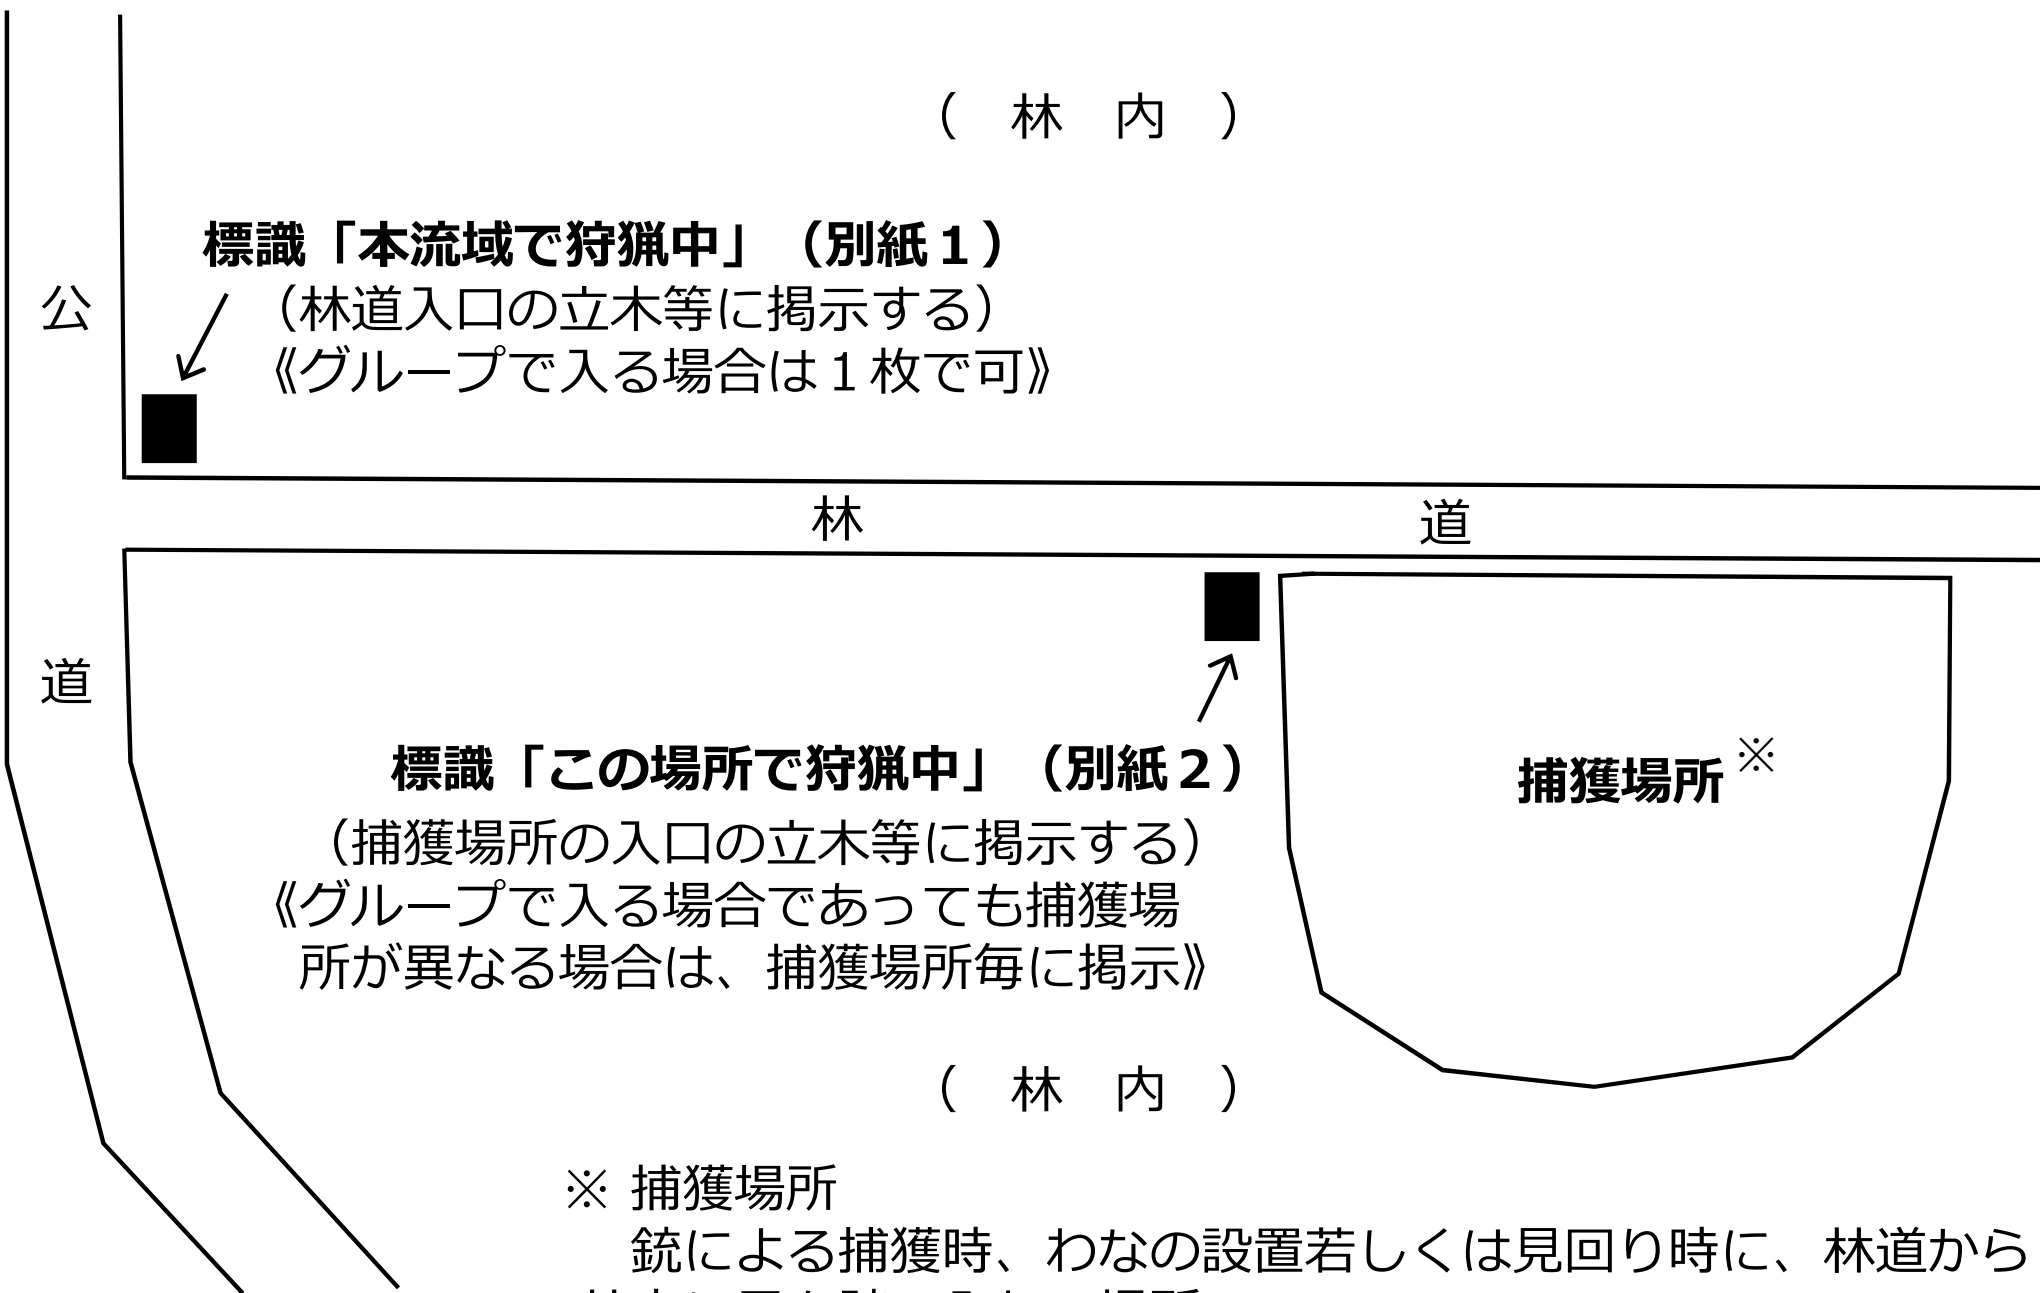 （　林　内　）
標識「本流域で狩猟中」（別紙１）
（林道入口の立木等に掲示する）
《グループで入る場合は１枚で可》
公
道
林　道
標識「この場所で狩猟中」（別紙２）
（捕獲場所の入口の立木等に掲示する）
《グループで入る場合であっても捕獲場
所が異なる場合は、捕獲場所毎に掲示》
捕獲場所※
（　林　内　）
※ 捕獲場所
銃による捕獲時、わなの設置若しくは見回り時に、林道から